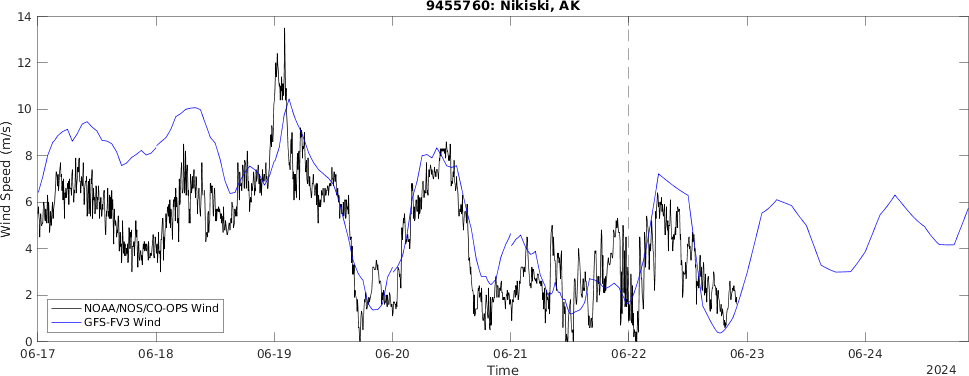 9455760: Nikiski, AK
Wind Speed (m/s)
14
12
10
8
6
4
2
0
NOAA/NOS/CO-OPS Wind
GFS-FV3 Wind
06-17 06-18 06-19 06-20 06-21 06-22 06-23 06-24
Time
2024